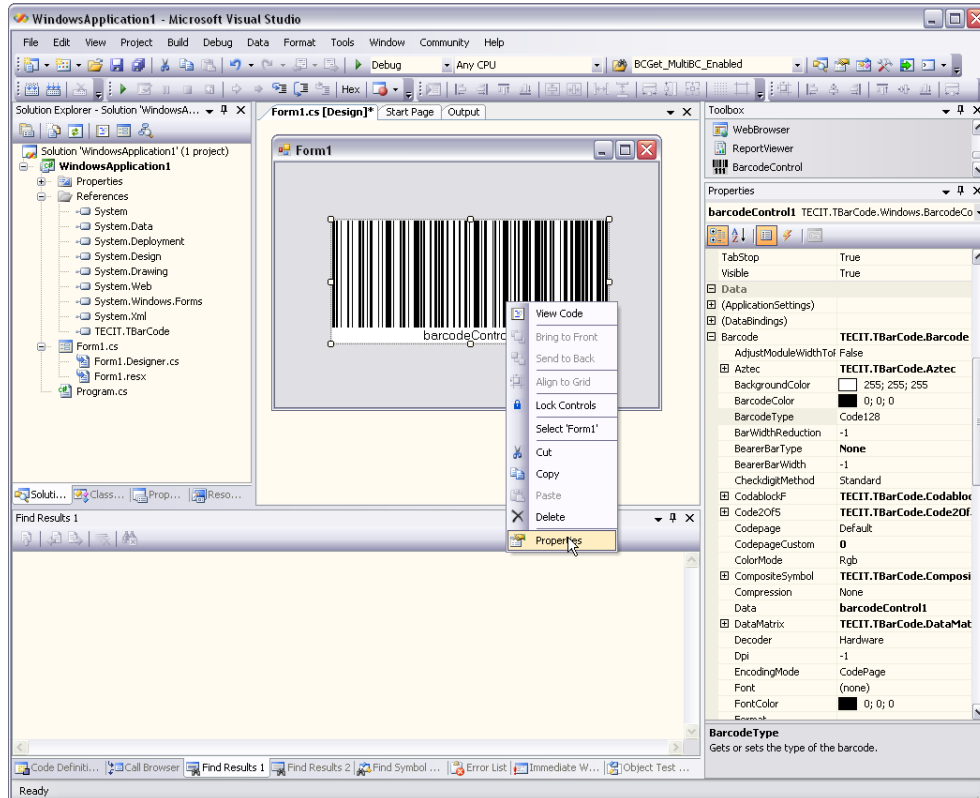 WindowsApplication1 - Microsoft Visual Studio
File Edit View Project Build Debug Data Format Tools Window Community Help
Debug Any CPU BCGet_MultiBC_Enabled
Hex
Solution Explorer - Solution 'WindowsA...
Solution 'WindowsApplication1' (1 project)
WindowsApplication1
Properties
References
System
System.Data
System.Deployment
System.Design
System.Drawing
System.Web
System.Windows.Forms
System.Xml
TECIT.TBarCode
Form1.cs
Form1.Designer.cs
Form1.resx
Program.cs
Soluti... Class... Prop... Reso...
Form1.cs [Design]* Start Page Output
Form1
barcodeContro
View Code
Bring to Front
Send to Back
Align to Grid
Lock Controls
Select 'Form1'
Cut
Copy
Paste
Delete
Properties
Toolbox
WebBrowser
ReportViewer
BarcodeControl
Properties
barcodeControl1 TECIT.TBarCode.Windows.BarcodeCo
TabStop True
Visible True
Data
(ApplicationSettings)
(DataBindings)
Barcode TECIT.TBarCode.Barcode
AdjustModuleWidthToF False
Aztec TECIT.TBarCode.Aztec
BackgroundColor 255; 255; 255
BarcodeColor 0; 0; 0
BarcodeType Code128
BarWidthReduction -1
BearerBarType None
BearerBarWidth -1
CheckdigitMethod Standard
CodablockF TECIT.TBarCode.Codabloc
Code2Of5 TECIT.TBarCode.Code2Of.
Codepage Default
CodepageCustom 0
ColorMode Rgb
CompositeSymbol TECIT.TBarCode.Composi
Compression None
Data barcodeControl1
DataMatrix TECIT.TBarCode.DataMat
Decoder Hardware
Dpi -1
EncodingMode CodePage
Font (none)
FontColor 0; 0; 0
Format
BarcodeType
Gets or sets the type of the barcode.
Find Results 1
Code Definiti... Call Browser Find Results 1 Find Results 2 Find Symbol ... Error List Immediate W... Object Test ...
Ready